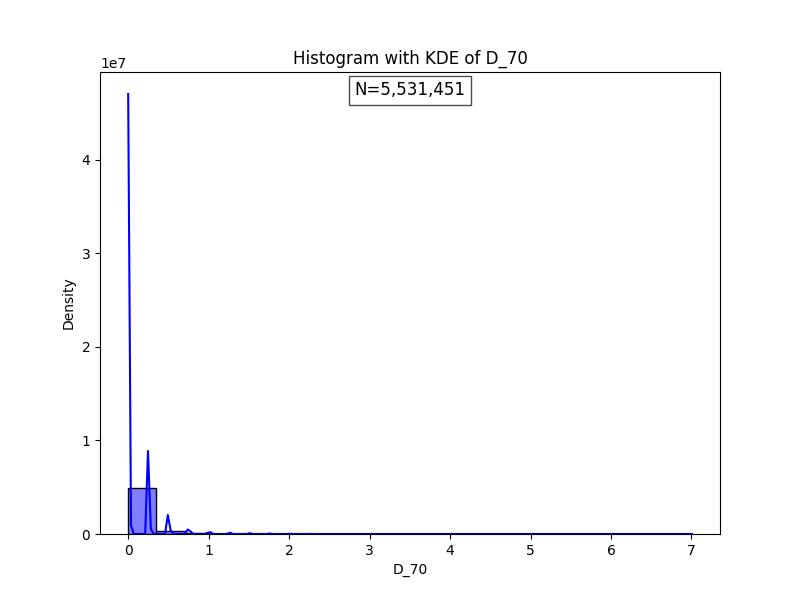 Histogram with KDE of D_70
1e7
N=5,531,451
4
3
2
1
0
Density
0 1 2 3 4 5 6 7
D_70